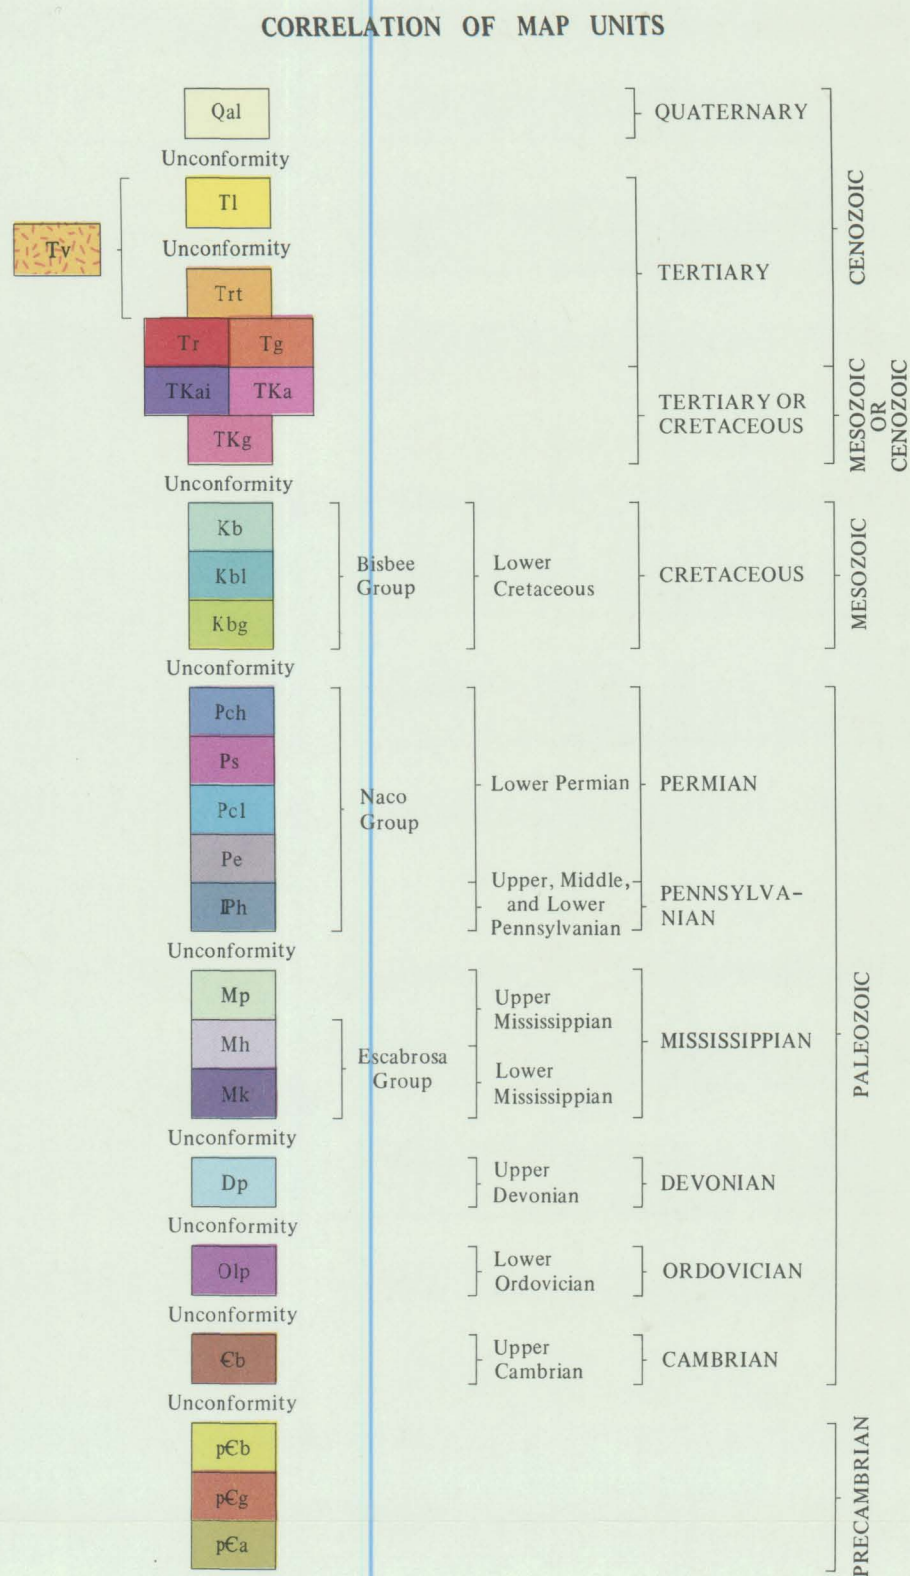 CORRELATION OF MAP UNITS
Qal
QUATERNARY
Unconformity
Tl
Unconformity
Tv
Trt
TERTIARY
CENOZOIC
Tr Tg
TKai TKa
TKg
TERTIARY OR
CRETACEOUS
MESOZOIC
OR
CENOZOIC
Unconformity
Kb
Kbl
Kbg
Bisbee
Group
Lower
Cretaceous
CRETACEOUS
MESOZOIC
Unconformity
Pch
Ps
Pcl
Pe
ℙPh
Naco
Group
Lower Permian
PERMIAN
Upper, Middle,
and Lower
Pennsylvanian
PENNSYLVA-
NIAN
Unconformity
Mp
Mh
Mk
Escabrosa
Group
Upper
Mississippian
Lower
Mississippian
MISSISSIPPIAN
PALEOZOIC
Unconformity
Dp
Upper
Devonian
DEVONIAN
Unconformity
Olp
Lower
Ordovician
ORDOVICIAN
Unconformity
Єb
Upper
Cambrian
CAMBRIAN
Unconformity
pЄb
pЄg
pЄa
PRECAMBRIAN